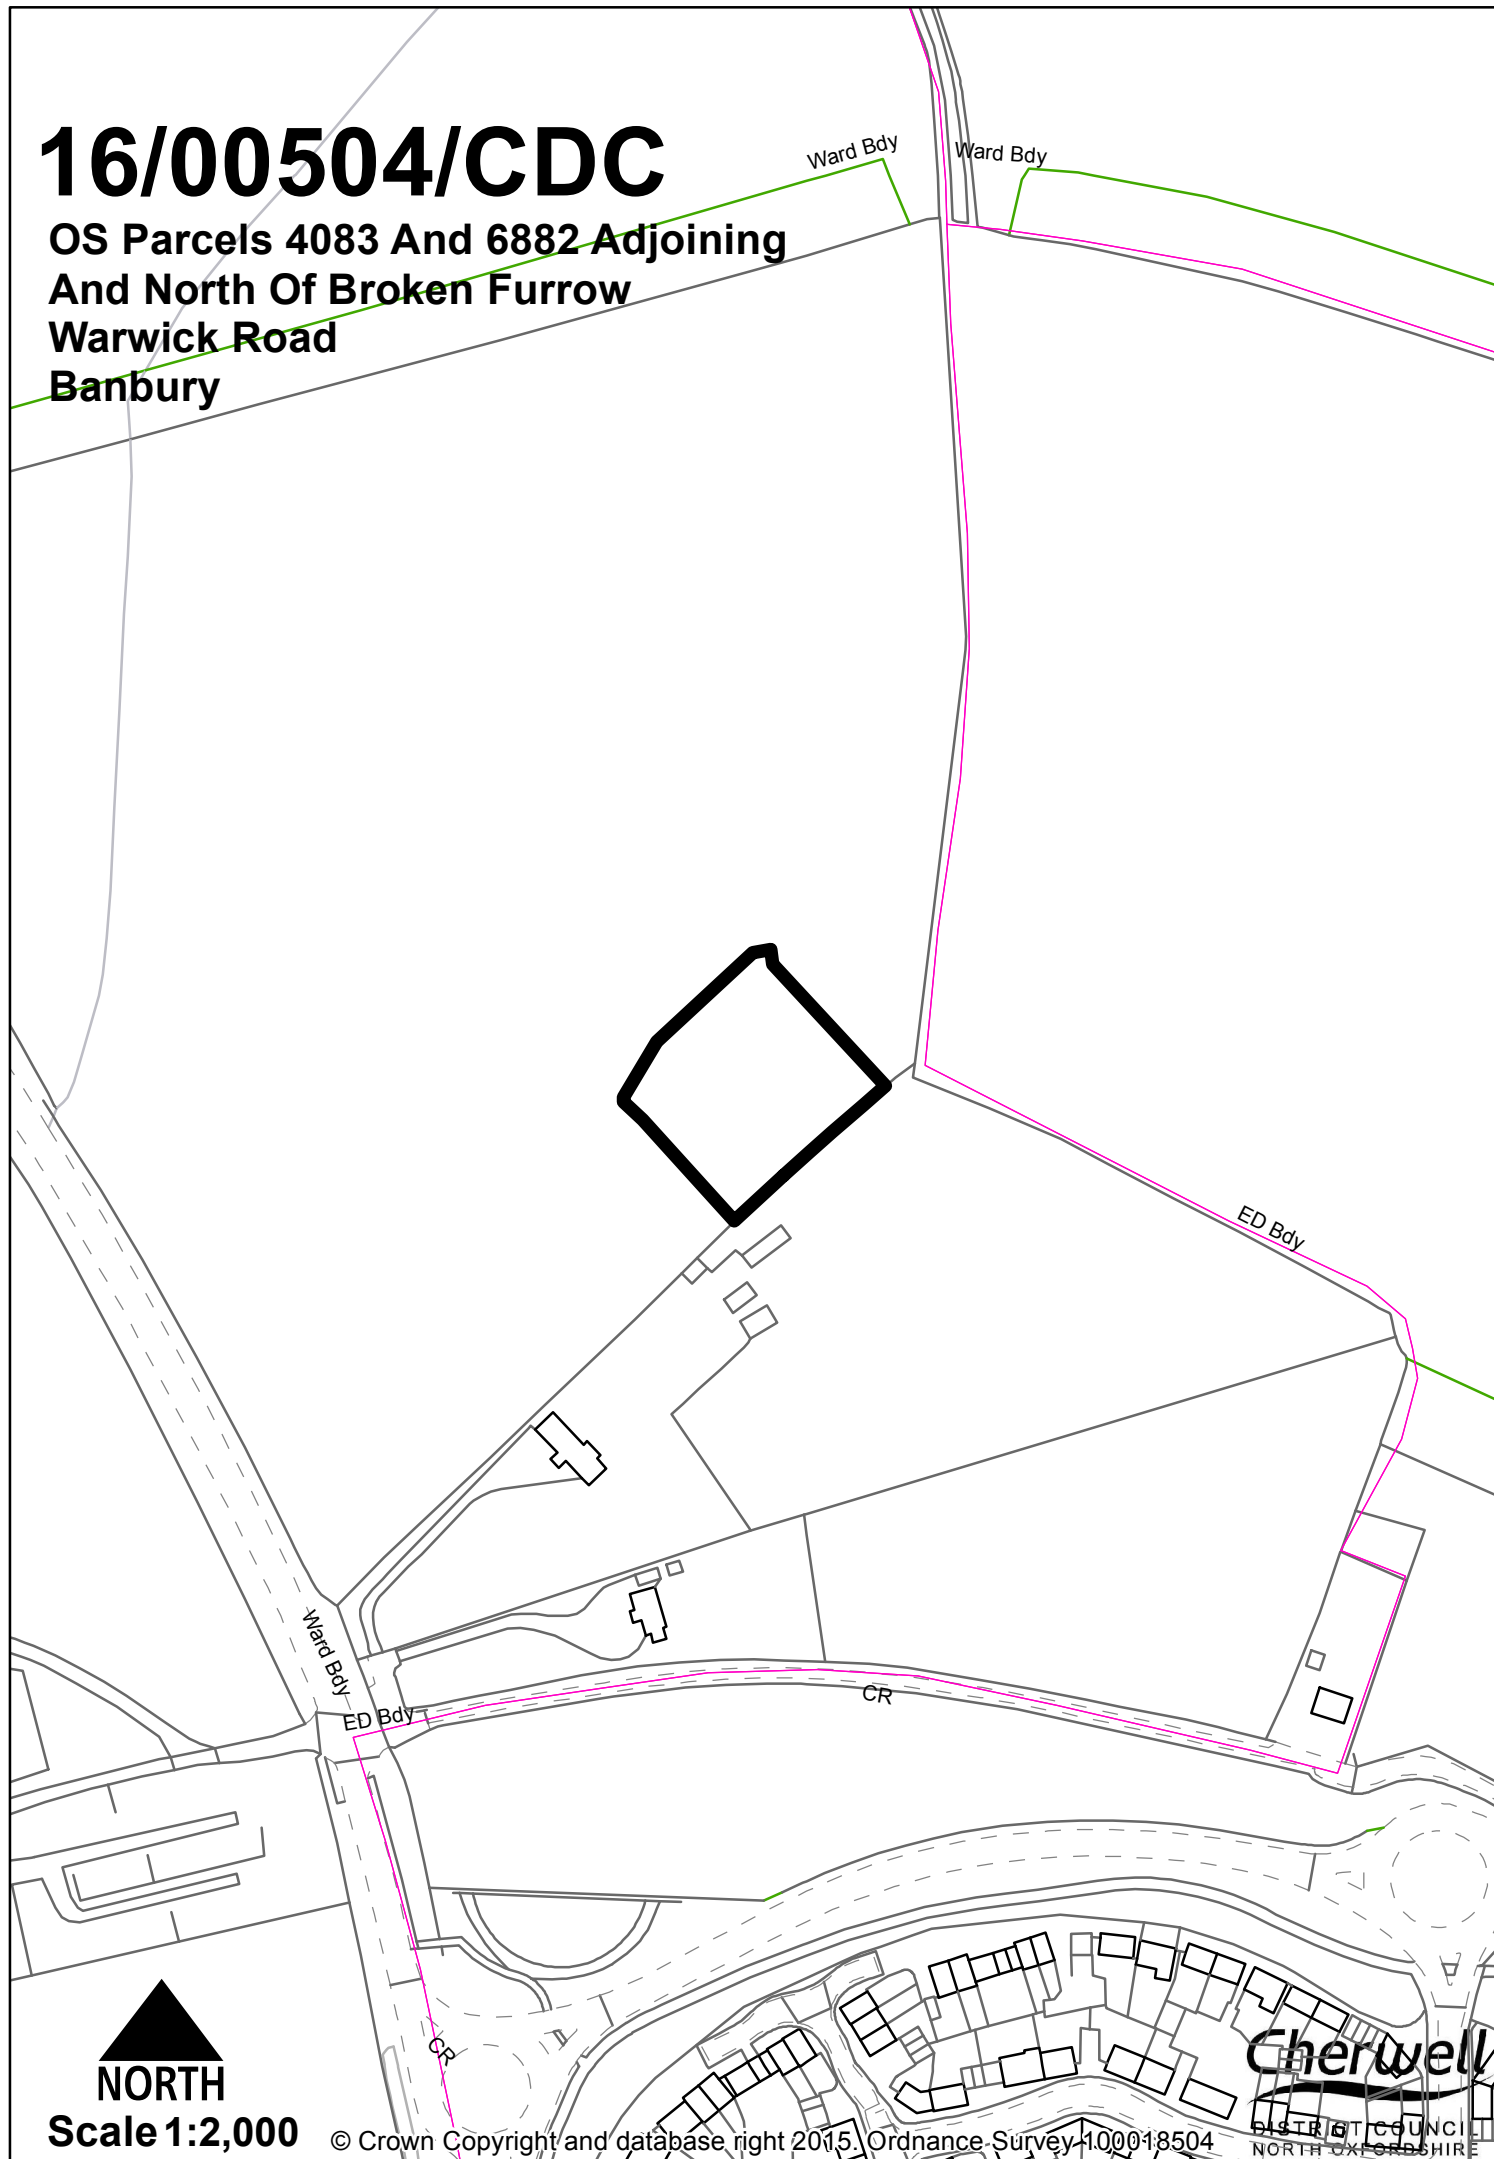 16/00504/CDC
OS Parcels 4083 And 6882 Adjoining
And North Of Broken Furrow
Warwick Road
Banbury
Ward Bdy
Ward Bdy
ED Bdy
Ward Bdy
ED Bdy
CR
CR
NORTH
Scale 1:2,000
© Crown Copyright and database right 2015. Ordnance Survey 100018504
Cherwell
DISTRICT COUNCIL
NORTH OXFORDSHIRE